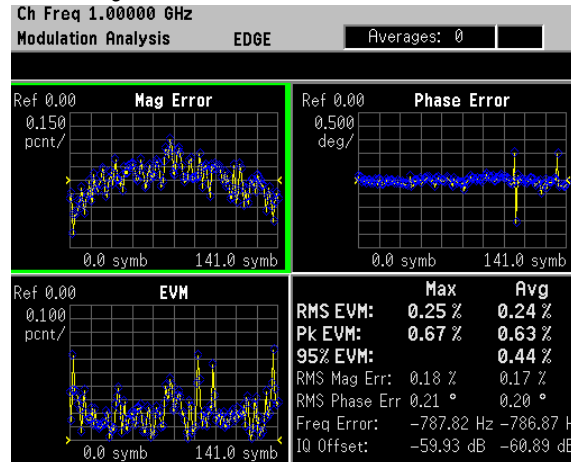 Ch Freq 1.00000 GHz
Modulation Analysis EDGE Averages: 0
Ref 0.00 Mag Error
0.150
pcnt/
0.0 symb 141.0 symb
Ref 0.00 Phase Error
0.500
deg/
0.0 symb 141.0 symb
Ref 0.00 EVM
0.100
pcnt/
0.0 symb 141.0 symb
Max Avg
RMS EVM: 0.25 % 0.24 %
Pk EVM: 0.67 % 0.63 %
95% EVM: 0.44 %
RMS Mag Err: 0.18 % 0.17 %
RMS Phase Err 0.21 ° 0.20 °
Freq Error: -787.82 Hz -786.87 H
IQ Offset: -59.93 dB -60.89 dB